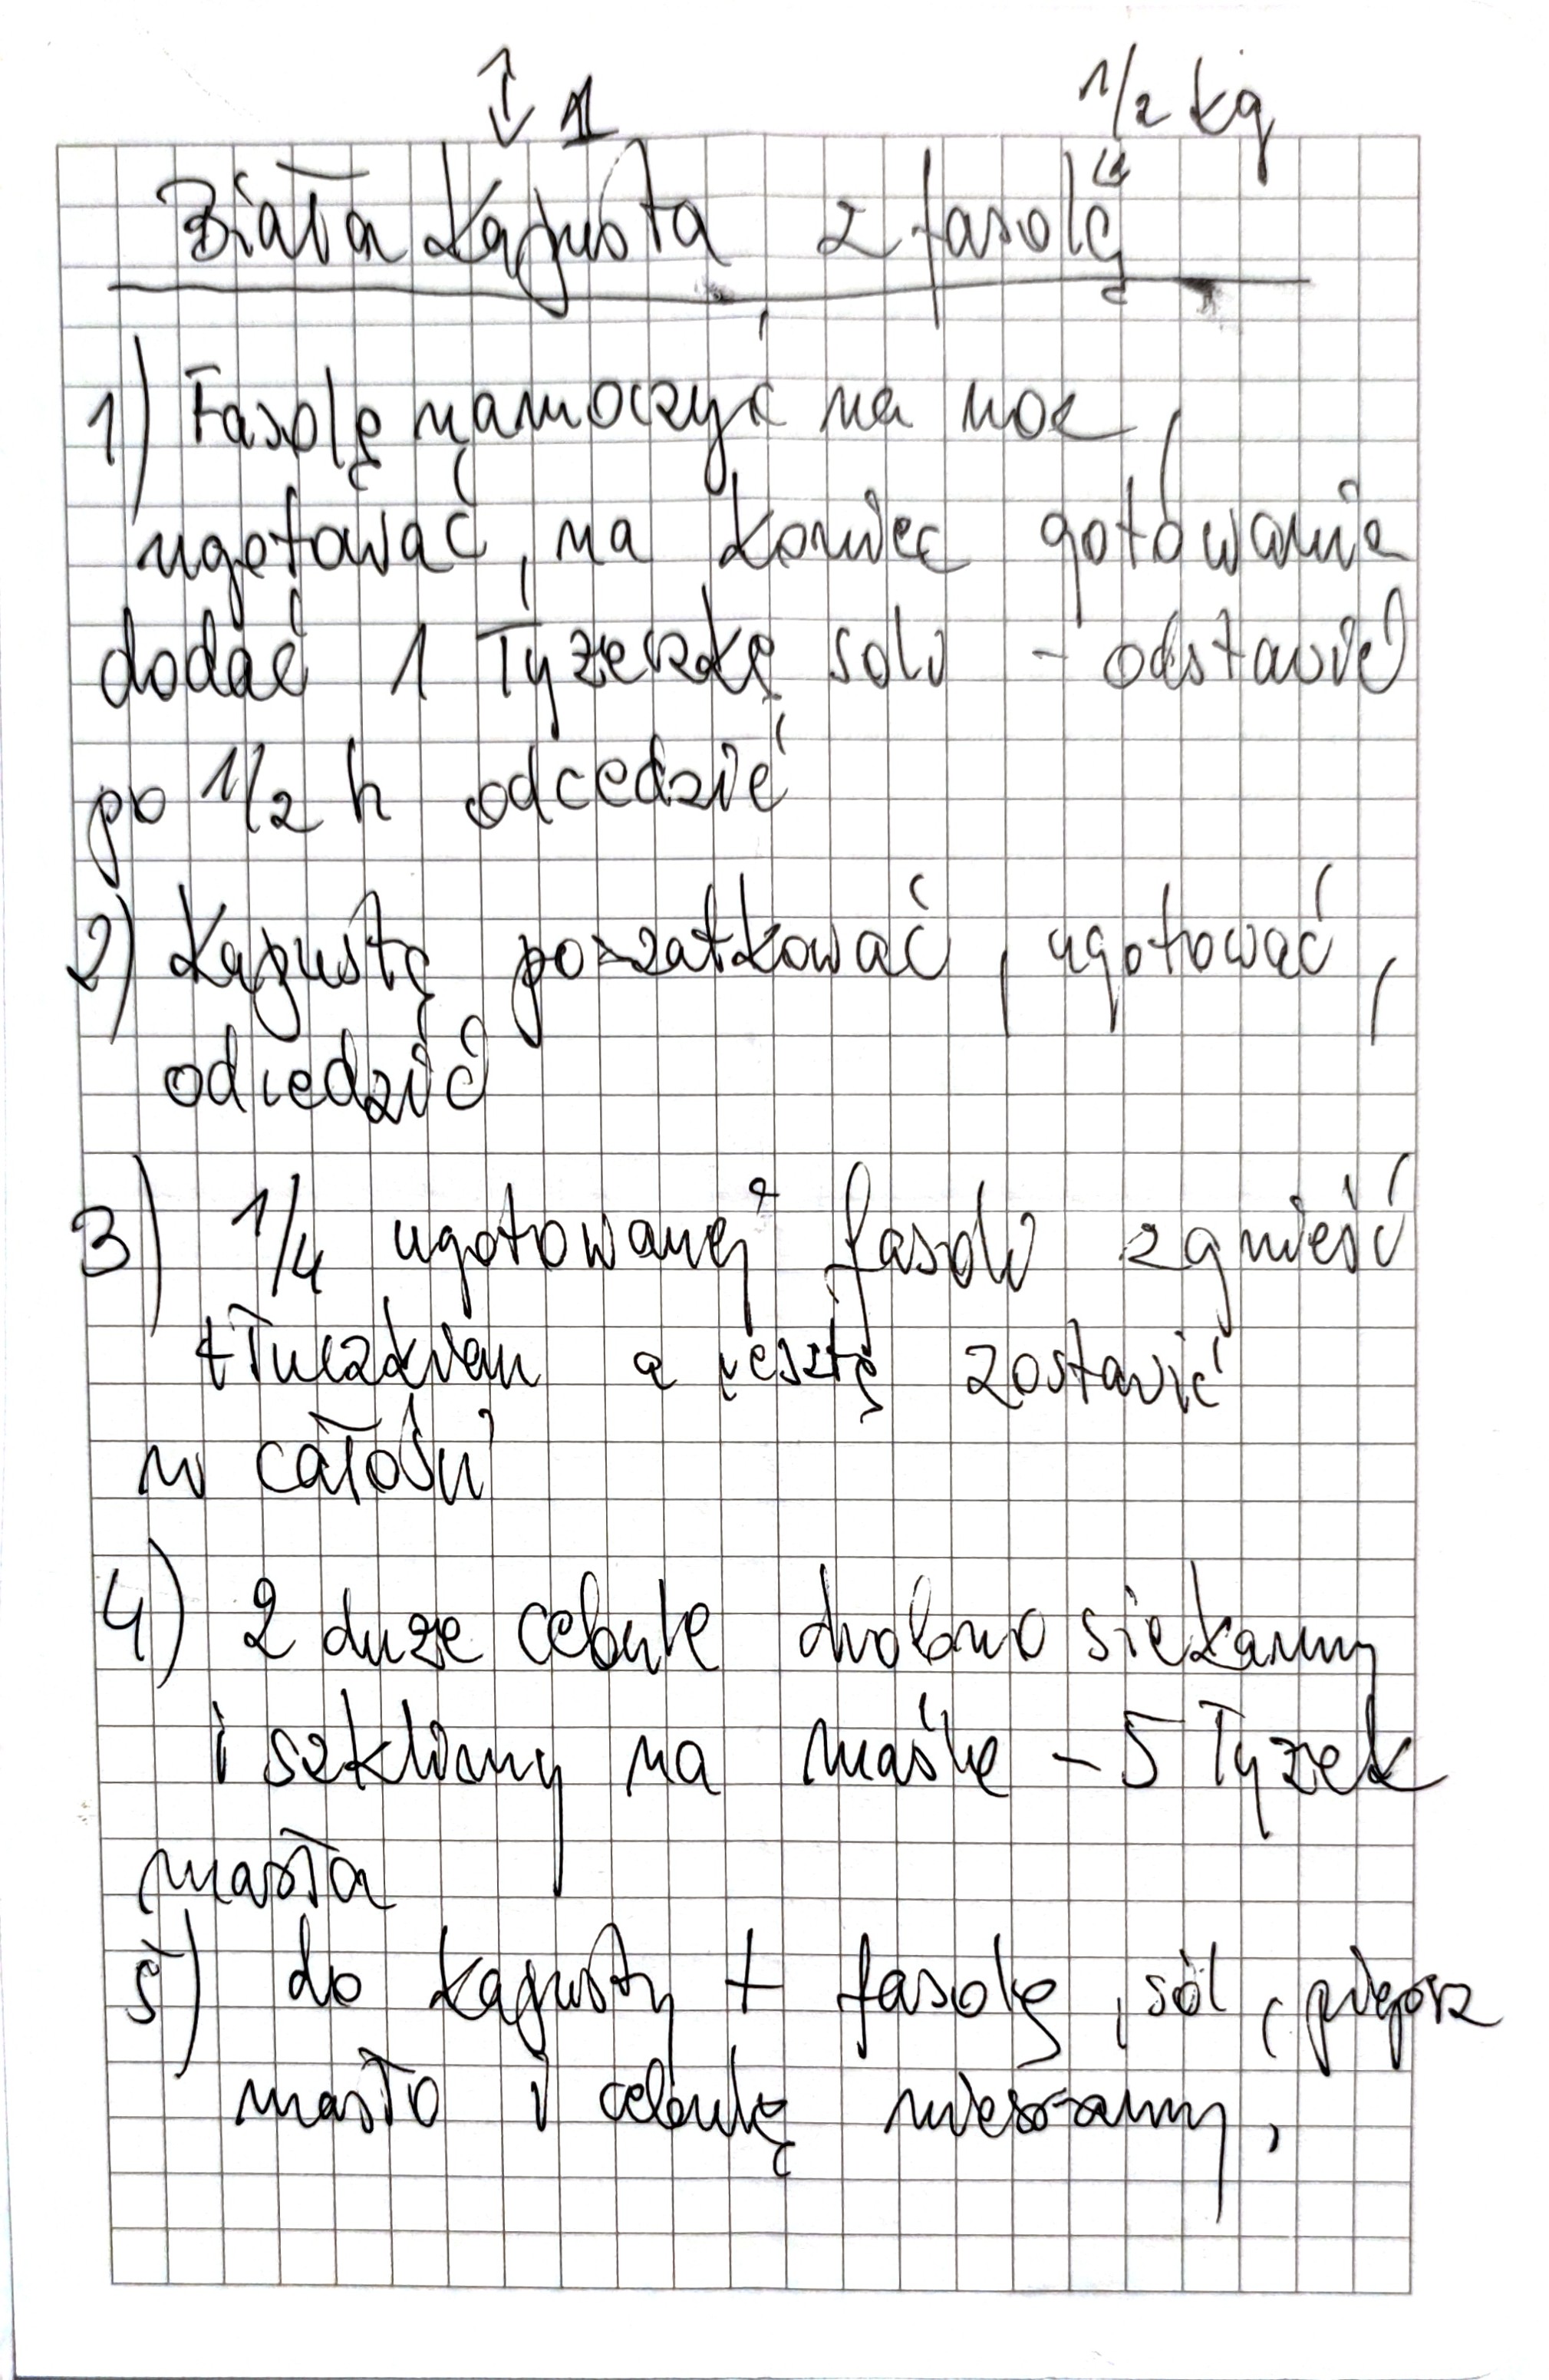 ↕ 1 1/2 kg
Biała kapusta z fasolą
1) Fasolę namoczyć na noc,
ugotować, na koniec gotowania
dodać 1 łyżeczkę soli - odstawić
po 1/2 h odcedzić
2) Kapustę poszatkować, ugotować,
odcedzić
3) 1/4 ugotowanej fasoli zgnieść
tłuczkiem a resztę zostawić
w całości
4) 2 duże cebule drobno siekamy
i szklimy na maśle - 5 łyżek
masła
5) do kapusty + fasolę, sól, pieprz
masło i cebulę mieszamy,